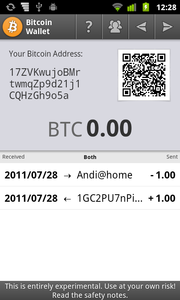 12:28
Bitcoin
Wallet
?
Your Bitcoin Address:
17ZVKwujoBMr
twmqZp9d21j1
CQHzGh9o5a
BTC 0.00
Received Both Sent
2011/07/28 → Andi@home - 1.00
2011/07/28 ← 1GC2PU7nPi... + 1.00
This is entirely experimental. Use at your own risk!
Read the safety notes.